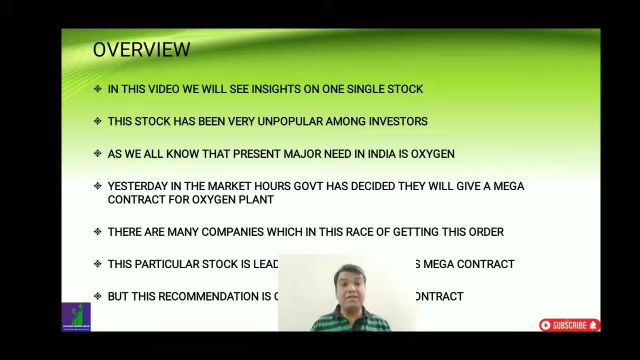 OVERVIEW
IN THIS VIDEO WE WILL SEE INSIGHTS ON ONE SINGLE STOCK
THIS STOCK HAS BEEN VERY UNPOPULAR AMONG INVESTORS
AS WE ALL KNOW THAT PRESENT MAJOR NEED IN INDIA IS OXYGEN
YESTERDAY IN THE MARKET HOURS GOVT HAS DECIDED THEY WILL GIVE A MEGA
CONTRACT FOR OXYGEN PLANT
THERE ARE MANY COMPANIES WHICH IN THIS RACE OF GETTING THIS ORDER
THIS PARTICULAR STOCK IS MEGA CONTRACT
BUT THIS RECOMMENDATION IS
SUBSCRIBE